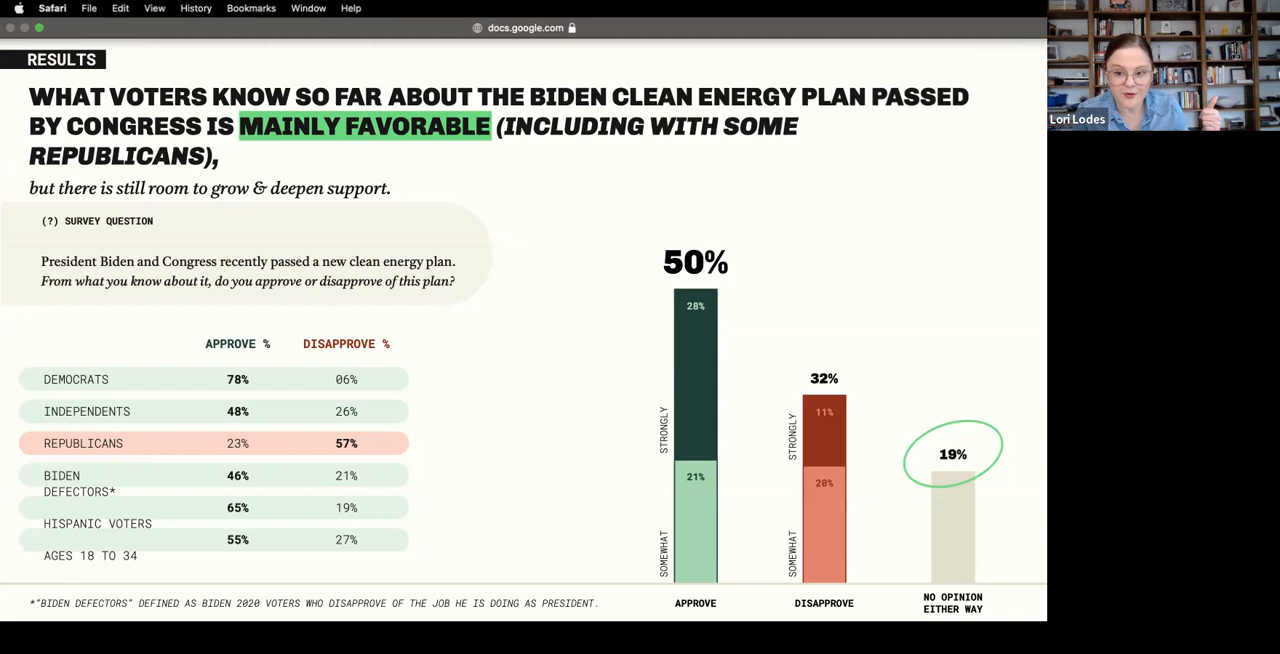 Safari File Edit View History Bookmarks Window Help
docs.google.com
RESULTS
WHAT VOTERS KNOW SO FAR ABOUT THE BIDEN CLEAN ENERGY PLAN PASSED
BY CONGRESS IS MAINLY FAVORABLE (INCLUDING WITH SOME
REPUBLICANS),
but there is still room to grow & deepen support.
(?) SURVEY QUESTION
President Biden and Congress recently passed a new clean energy plan.
From what you know about it, do you approve or disapprove of this plan?
APPROVE % DISAPPROVE %
DEMOCRATS 78% 06%
INDEPENDENTS 48% 26%
REPUBLICANS 23% 57%
BIDEN 46% 21%
DEFECTORS*
65% 19%
HISPANIC VOTERS
55% 27%
AGES 18 TO 34
50%
28%
STRONGLY
21%
SOMEWHAT
APPROVE
32%
11%
STRONGLY
20%
SOMEWHAT
DISAPPROVE
19%
NO OPINION
EITHER WAY
*"BIDEN DEFECTORS" DEFINED AS BIDEN 2020 VOTERS WHO DISAPPROVE OF THE JOB HE IS DOING AS PRESIDENT.
Lori Lodes